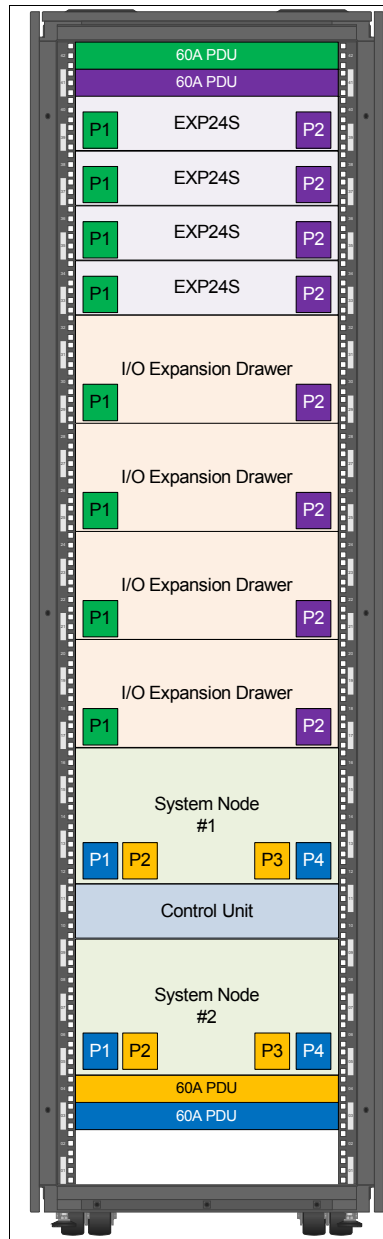 60A PDU
60A PDU
EXP24S
P1 P2
EXP24S
P1 P2
EXP24S
P1 P2
EXP24S
P1 P2
I/O Expansion Drawer
P1 P2
I/O Expansion Drawer
P1 P2
I/O Expansion Drawer
P1 P2
I/O Expansion Drawer
P1 P2
System Node
#1
P1 P2 P3 P4
Control Unit
System Node
#2
P1 P2 P3 P4
60A PDU
60A PDU